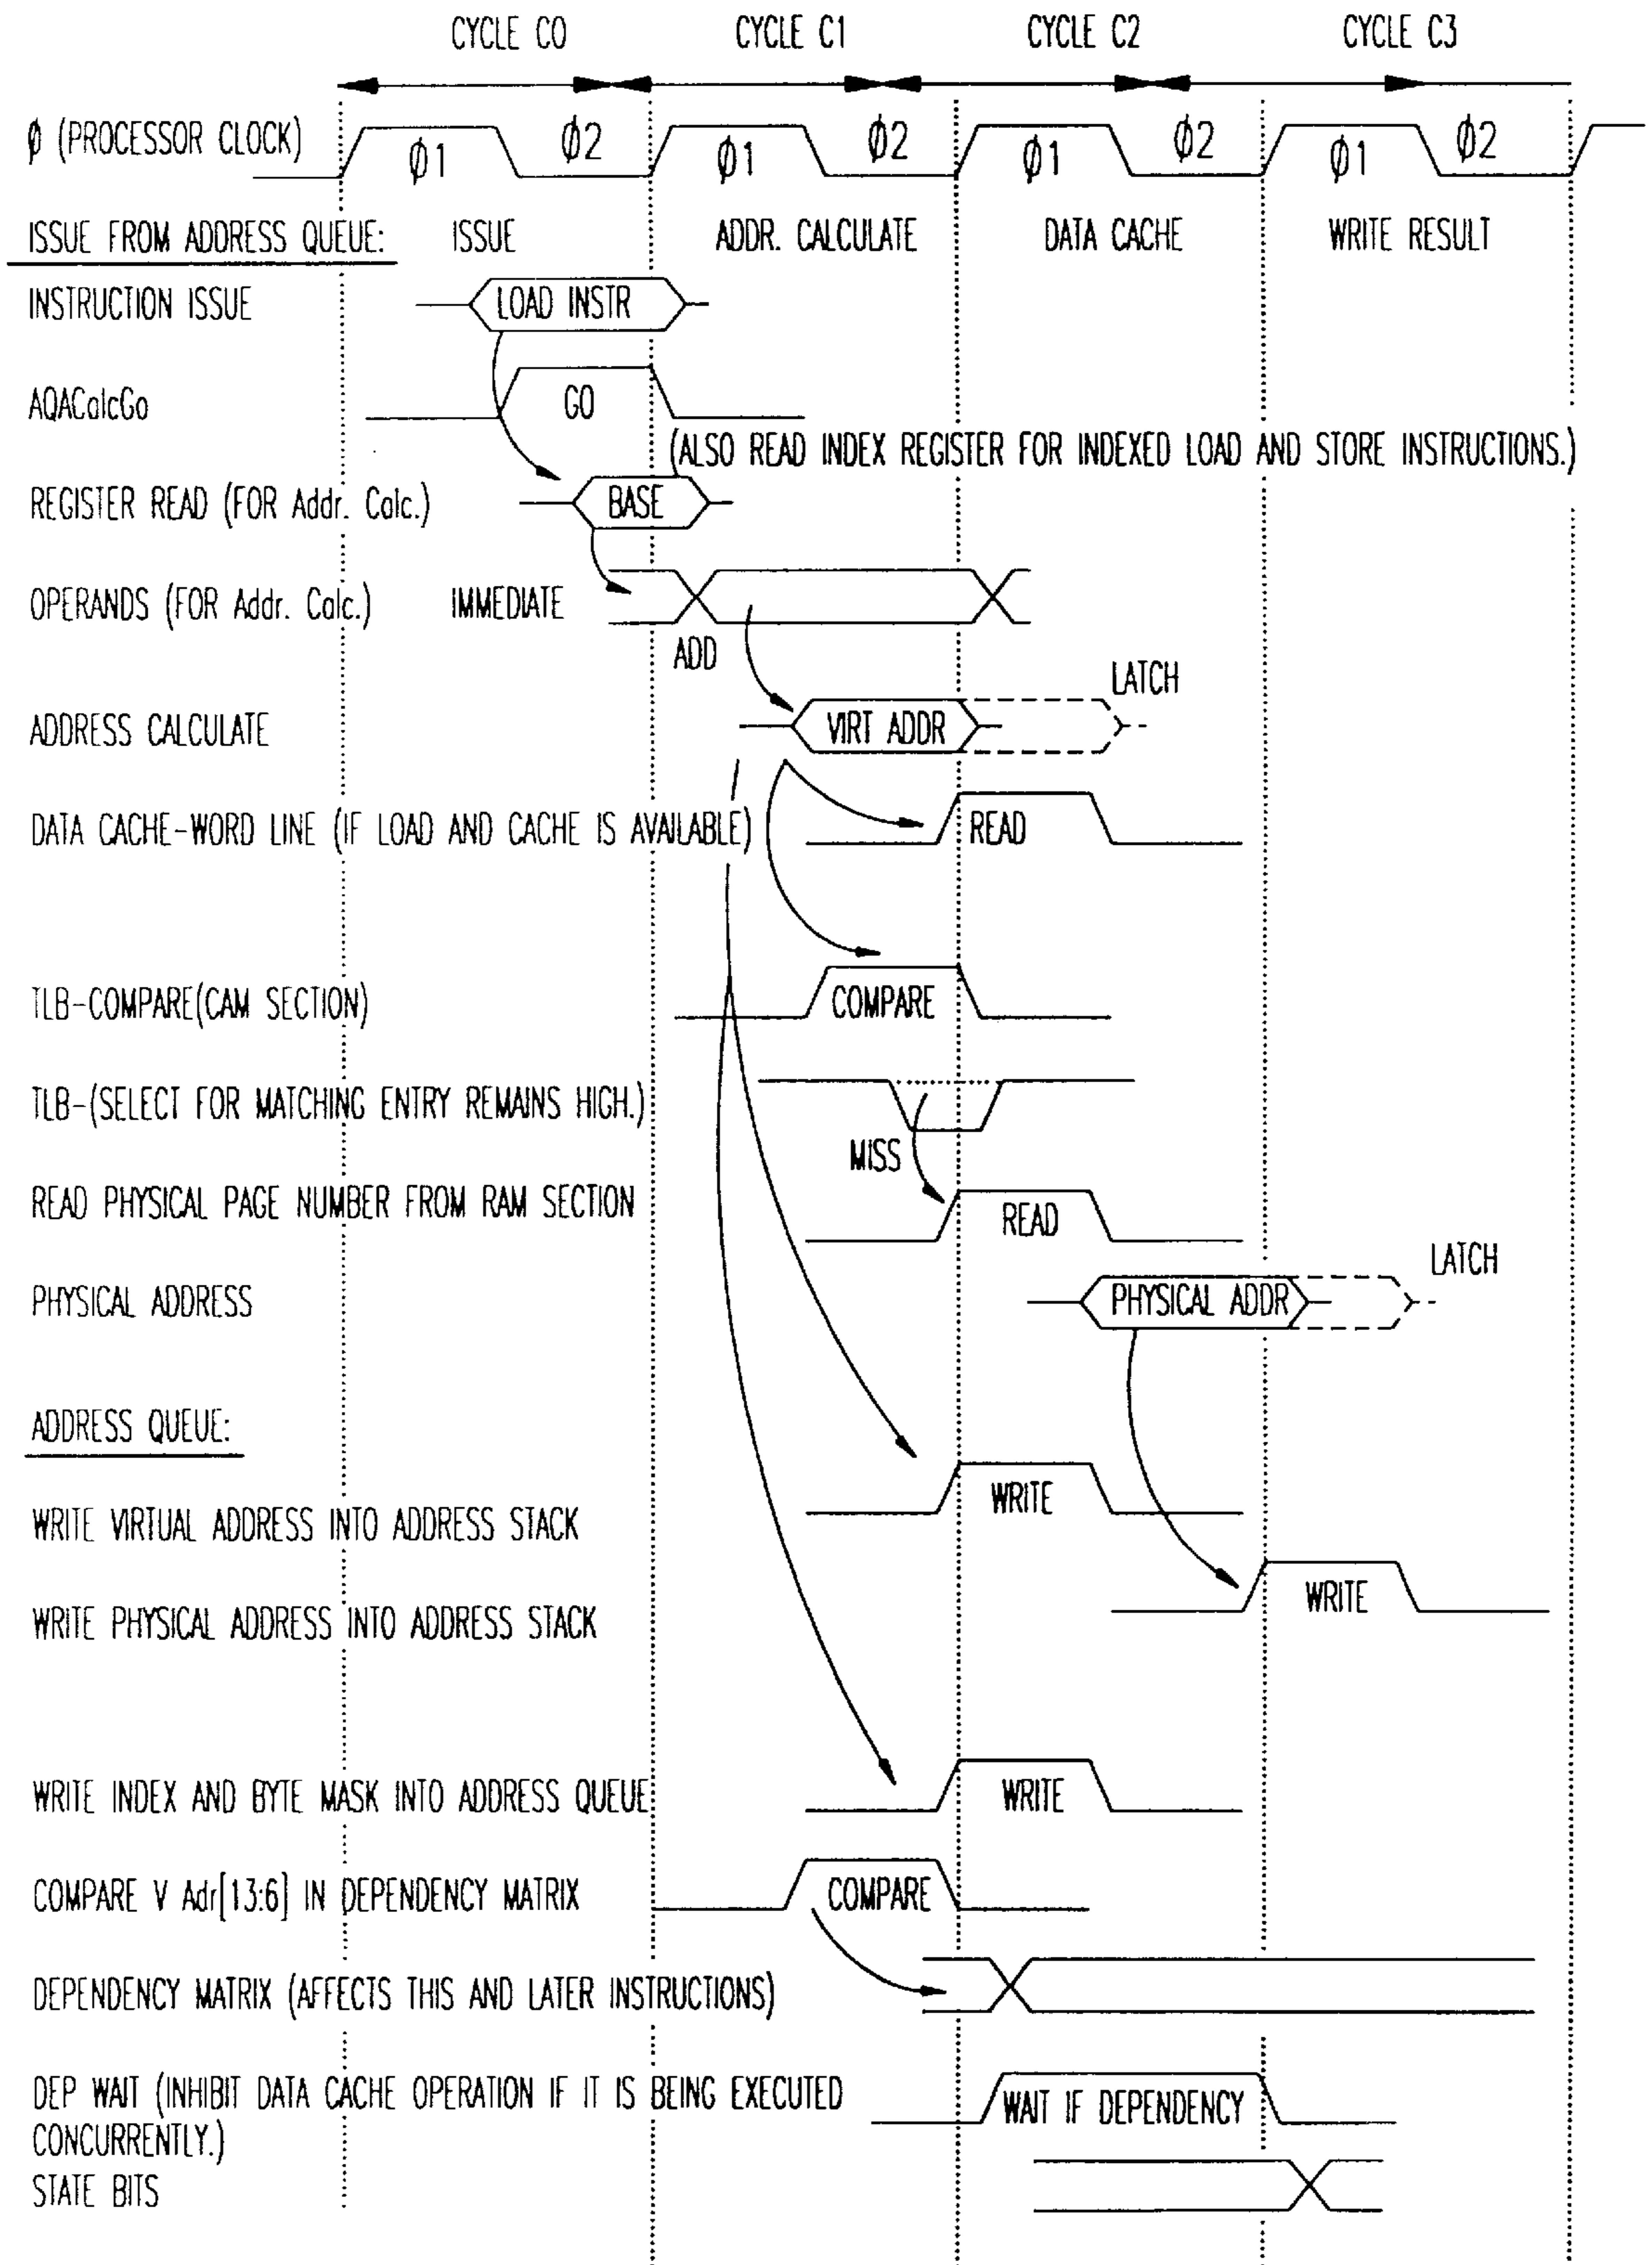 CYCLE C0 CYCLE C1 CYCLE C2 CYCLE C3
ϕ (PROCESSOR CLOCK) ϕ1 ϕ2 ϕ1 ϕ2 ϕ1 ϕ2 ϕ1 ϕ2
ISSUE FROM ADDRESS QUEUE: ISSUE ADDR. CALCULATE DATA CACHE WRITE RESULT
INSTRUCTION ISSUE LOAD INSTR
AQACalcGo GO
(ALSO READ INDEX REGISTER FOR INDEXED LOAD AND STORE INSTRUCTIONS.)
REGISTER READ (FOR Addr. Calc.) BASE
OPERANDS (FOR Addr. Calc.) IMMEDIATE
ADD
LATCH
ADDRESS CALCULATE VIRT ADDR
DATA CACHE-WORD LINE (IF LOAD AND CACHE IS AVAILABLE) READ
TLB-COMPARE(CAM SECTION) COMPARE
TLB-(SELECT FOR MATCHING ENTRY REMAINS HIGH.)
MISS
READ PHYSICAL PAGE NUMBER FROM RAM SECTION READ
LATCH
PHYSICAL ADDRESS PHYSICAL ADDR
ADDRESS QUEUE:
WRITE VIRTUAL ADDRESS INTO ADDRESS STACK WRITE
WRITE PHYSICAL ADDRESS INTO ADDRESS STACK WRITE
WRITE INDEX AND BYTE MASK INTO ADDRESS QUEUE WRITE
COMPARE V Adr[13:6] IN DEPENDENCY MATRIX COMPARE
DEPENDENCY MATRIX (AFFECTS THIS AND LATER INSTRUCTIONS)
DEP WAIT (INHIBIT DATA CACHE OPERATION IF IT IS BEING EXECUTED WAIT IF DEPENDENCY
CONCURRENTLY.)
STATE BITS